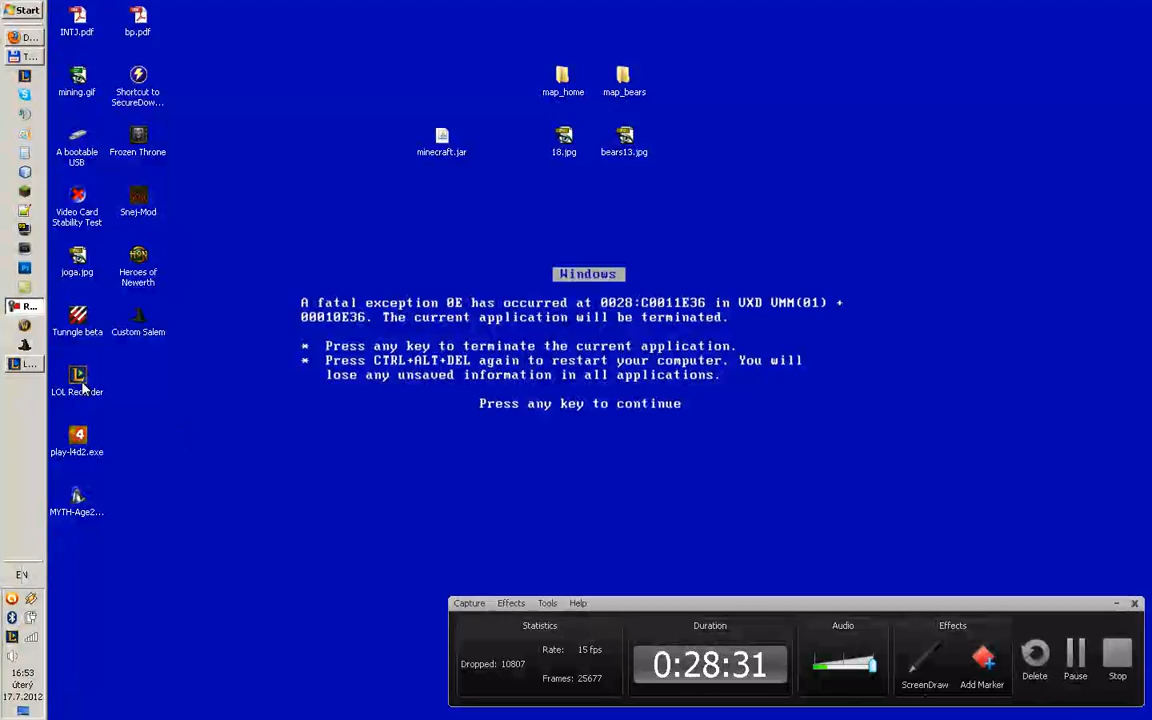 Start
D...
T...
R...
L...
EN
16:53
úterý
17.7.2012
INTJ.pdf
bp.pdf
mining.gif
Shortcut to
SecureDow...
A bootable
USB
Frozen Throne
Video Card
Stability Test
Snej-Mod
joga.jpg
Heroes of
Newerth
Tunngle beta
Custom Salem
LOL Recorder
play-l4d2.exe
MYTH-Age2...
map_home
map_bears
minecraft.jar
18.jpg
bears13.jpg
Windows
A fatal exception 0E has occurred at 0028:C0011E36 in VXD VMM(01) +
00010E36. The current application will be terminated.
* Press any key to terminate the current application.
* Press CTRL+ALT+DEL again to restart your computer. You will
lose any unsaved information in all applications.
Press any key to continue
Capture Effects Tools Help
Statistics
Duration
Audio
Effects
Rate: 15 fps
Dropped: 10807
Frames: 25677
0:28:31
ScreenDraw
Add Marker
Delete
Pause
Stop